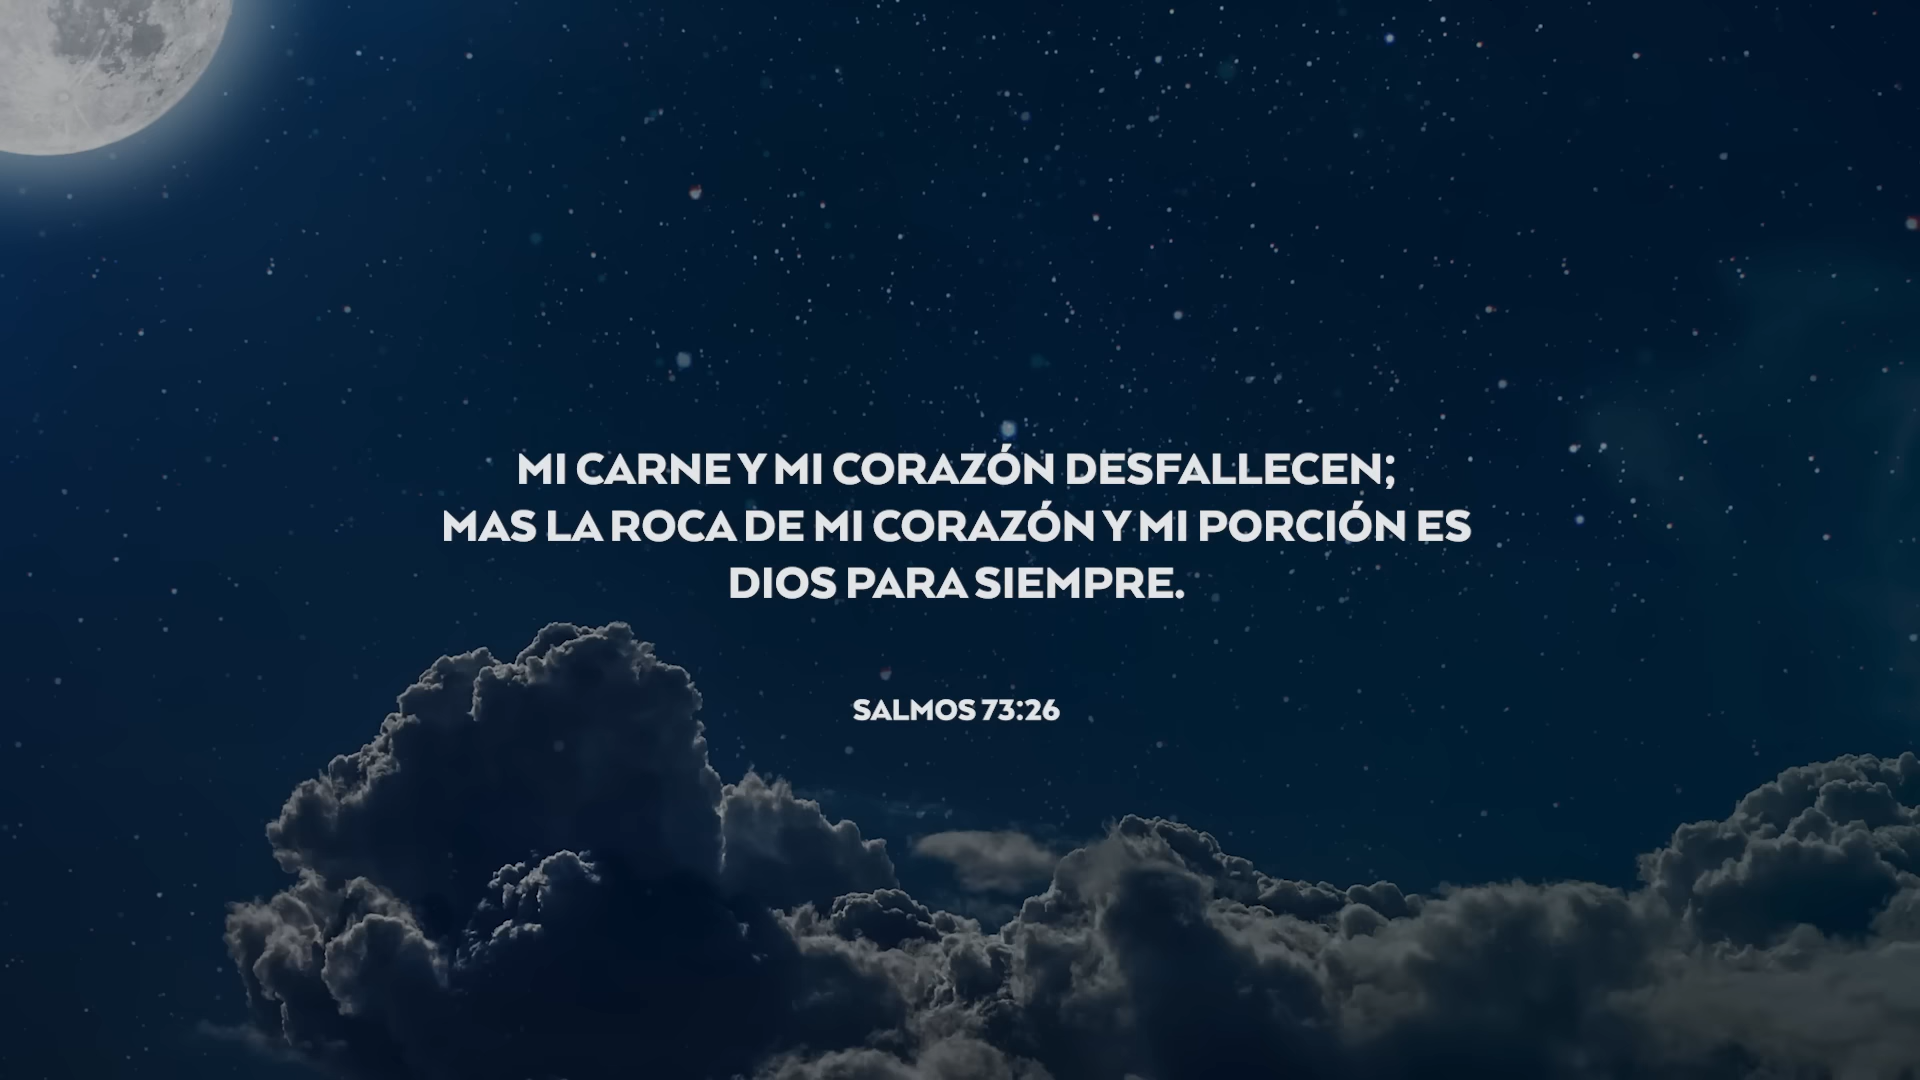 MI CARNE Y MI CORAZÓN DESFALLECEN;
MAS LA ROCA DE MI CORAZÓN Y MI PORCIÓN ES
DIOS PARA SIEMPRE.
SALMOS 73:26